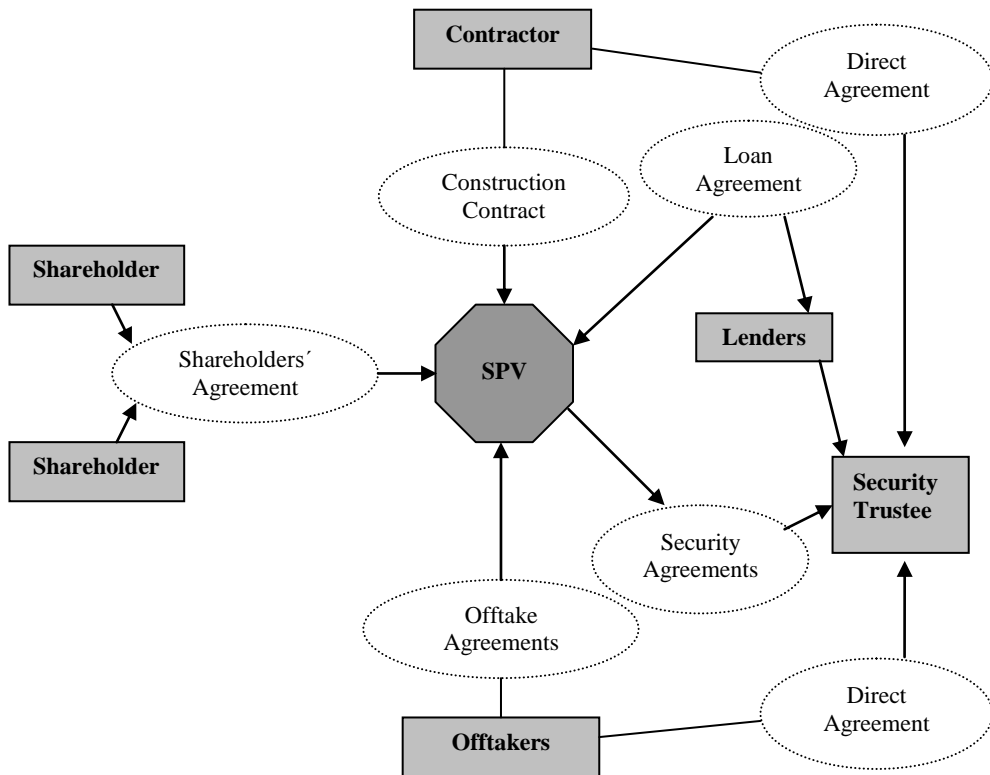 Contractor
Direct
Agreement
Loan
Agreement
Construction
Contract
Shareholder
Lenders
Shareholders´
Agreement
SPV
Shareholder
Security
Trustee
Security
Agreements
Offtake
Agreements
Direct
Agreement
Offtakers